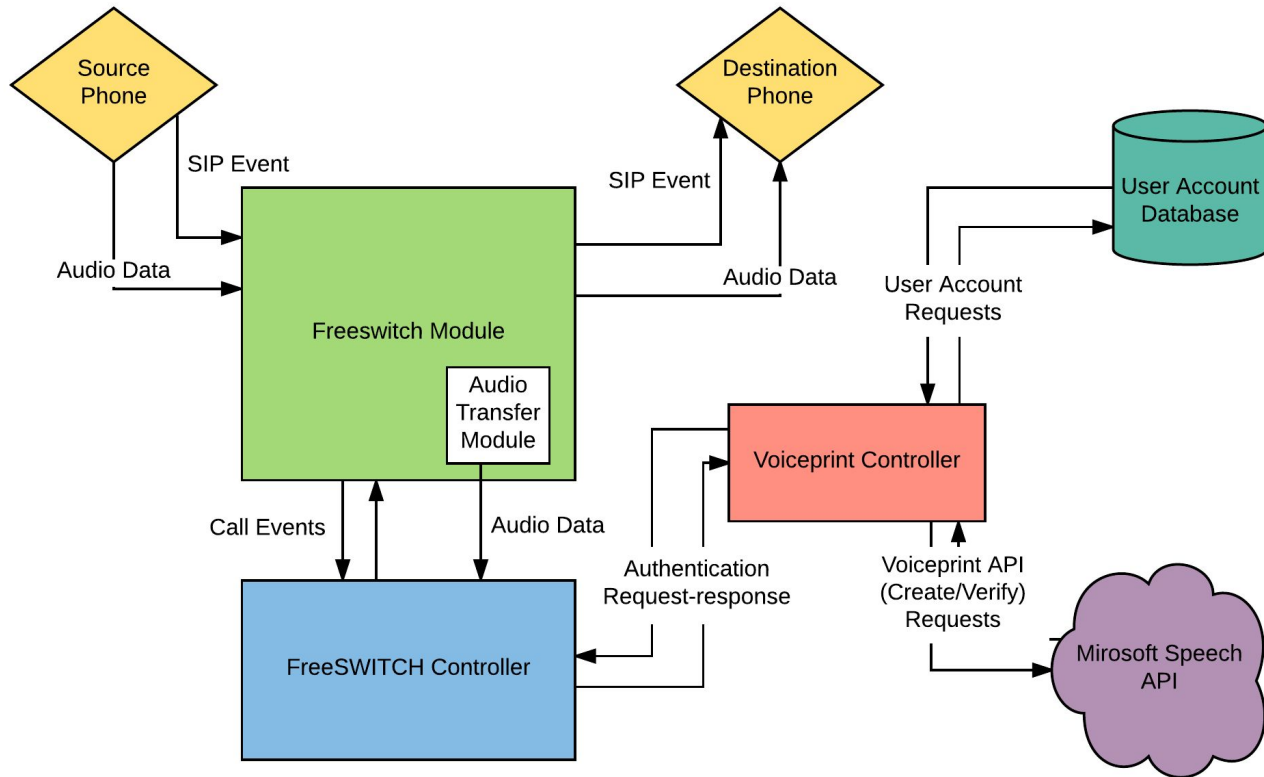 Source
Phone
Destination
Phone
SIP Event
SIP Event
User Account
Database
Audio Data
Audio Data
User Account
Requests
Freeswitch Module
Audio
Transfer
Module
Voiceprint Controller
Call Events
Audio Data
Authentication
Request-response
Voiceprint API
(Create/Verify)
Requests
FreeSWITCH Controller
Mirosoft Speech
API